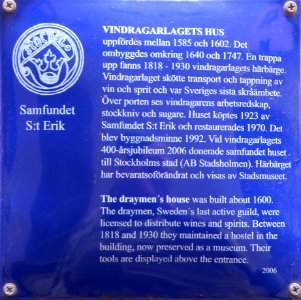 VINDRAGARLAGETS HUS
uppfördes mellan 1585 och 1602. Det
ombyggdes omkring 1640 och 1747. En trappa
upp fanns 1818 - 1930 vindragarlagets härbärge.
Vindragarlaget skötte transport och tappning av
vin och sprit och var Sveriges sista skråämbete.
Över porten ses vindragarens arbetsredskap,
stockkniv och sugare. Huset köptes 1923 av
Samfundet S:t Erik och restaurerades 1970. Det
blev byggnadsminne 1992. Vid vindragarlagets
400-årsjubileum 2006 donerade samfundet huset
till Stockholms stad (AB Stadsholmen). Härbärget
har bevaratsoförändrat och visas av Stadsmuseet.
Samfundet
S:t Erik
The draymen´s house was built about 1600.
The draymen, Sweden´s last active guild, were
licensed to distribute wines and spirits. Between
1818 and 1930 they maintained a hostel in the
building, now preserved as a museum. Their
tools are displayed above the entrance.
2006